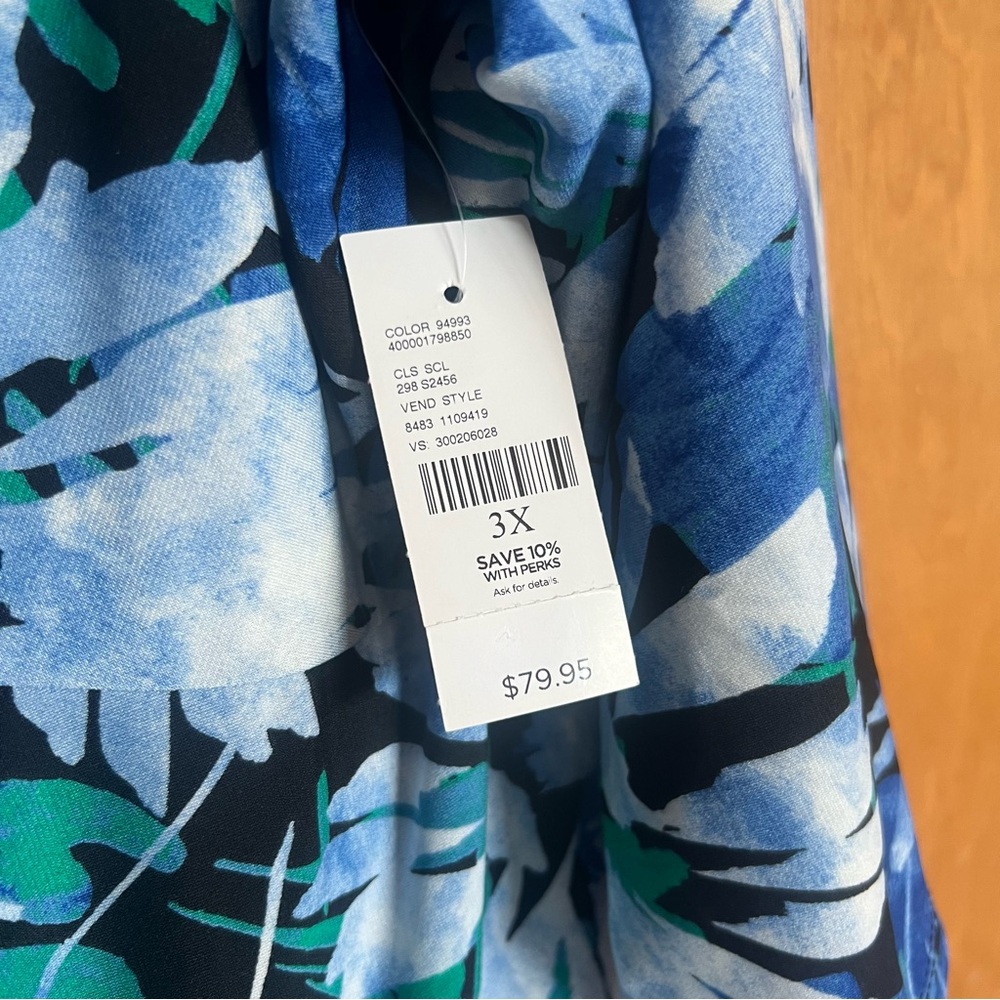 COLOR 94993
400001798850
CLS SCL
298 S2456
VEND STYLE
8483 1109419
VS: 300206028
3X
SAVE 10%
WITH PERKS
Ask for details.
$79.95